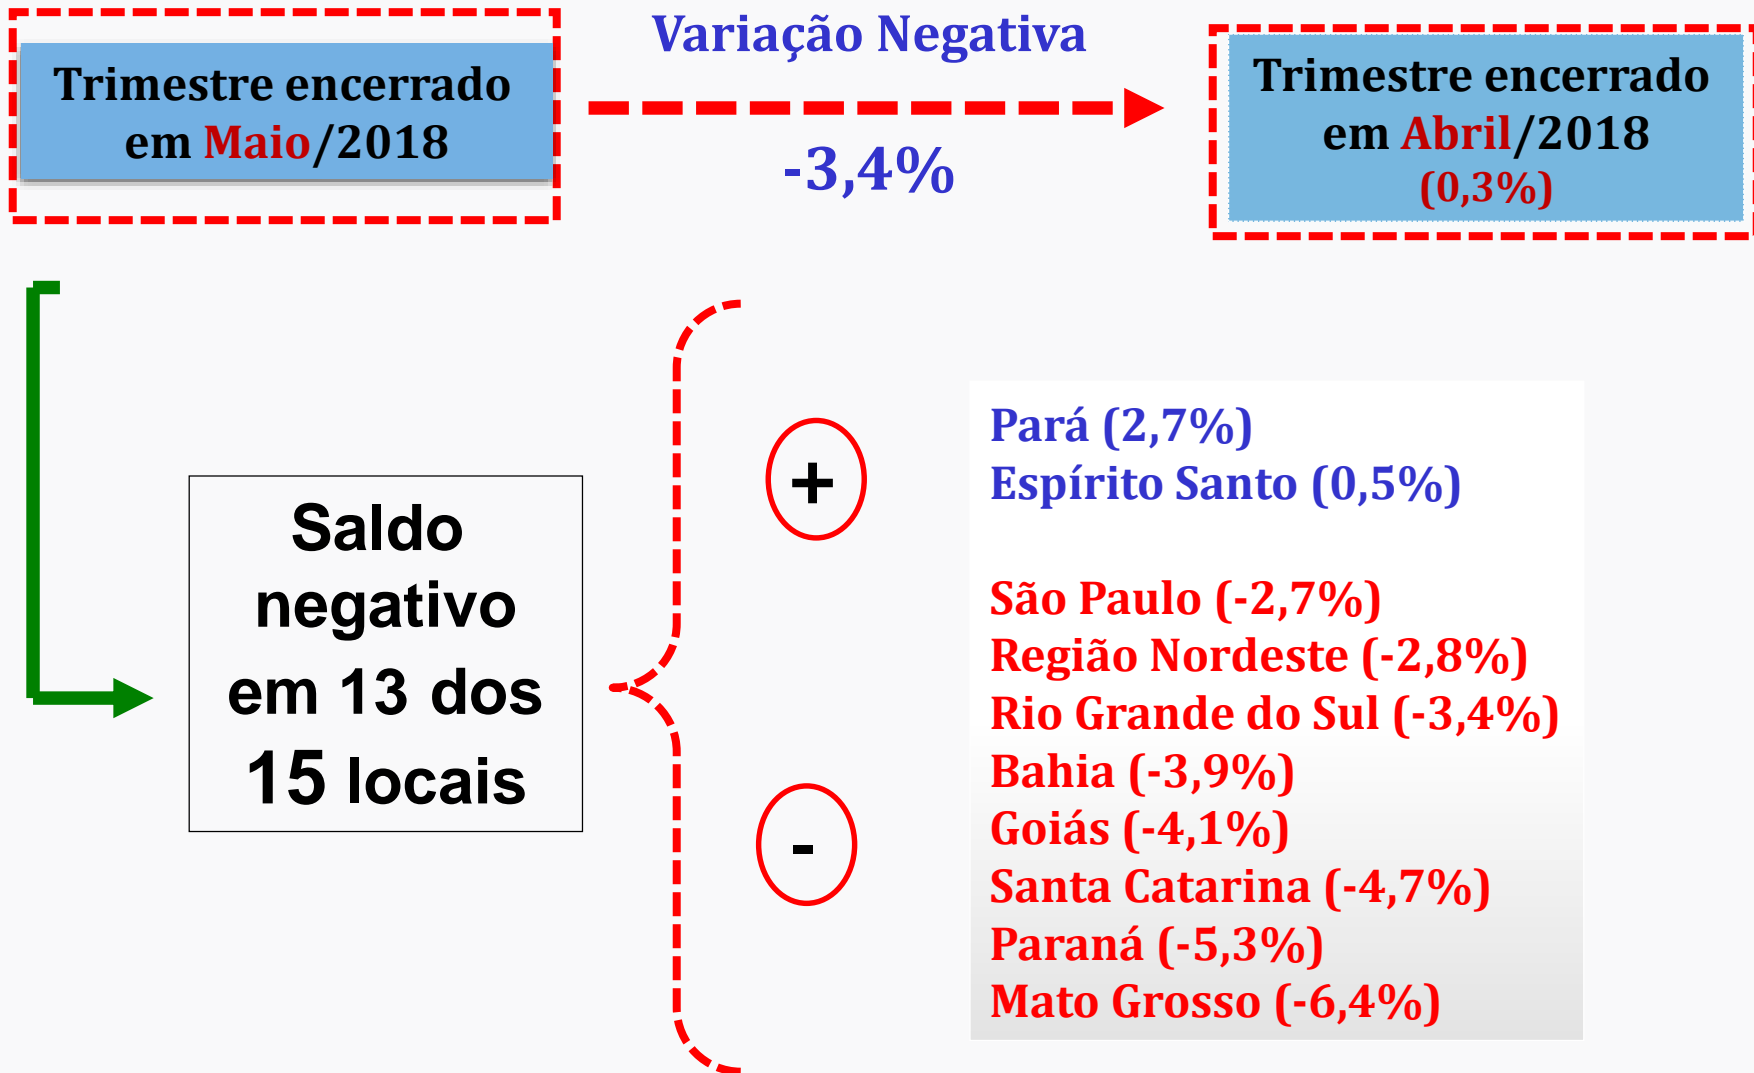 Trimestre encerrado
em Maio/2018
Variação Negativa
-3,4%
Trimestre encerrado
em Abril/2018
(0,3%)
Saldo
negativo
em 13 dos
15 locais
+
-
Pará (2,7%)
Espírito Santo (0,5%)
São Paulo (-2,7%)
Região Nordeste (-2,8%)
Rio Grande do Sul (-3,4%)
Bahia (-3,9%)
Goiás (-4,1%)
Santa Catarina (-4,7%)
Paraná (-5,3%)
Mato Grosso (-6,4%)